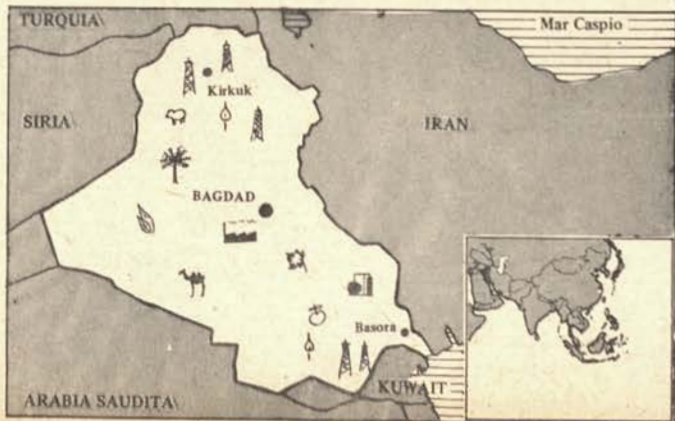 TURQUIA
Mar Caspio
Kirkuk
SIRIA
IRAN
BAGDAD
Basora
KUWAIT
ARABIA SAUDITA